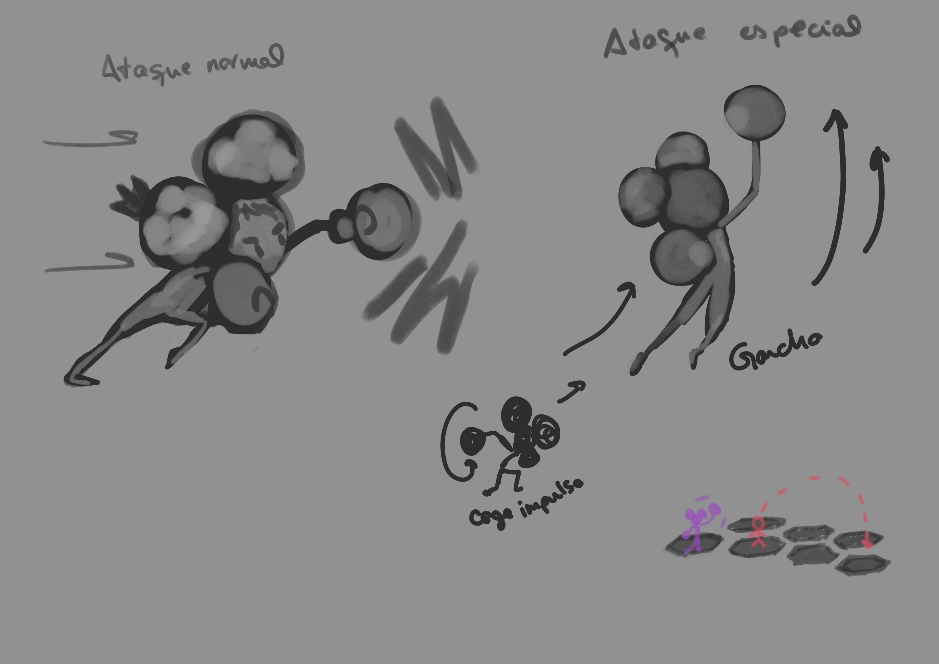 Ataque normal
Ataque especial
Gancho
coge impulso